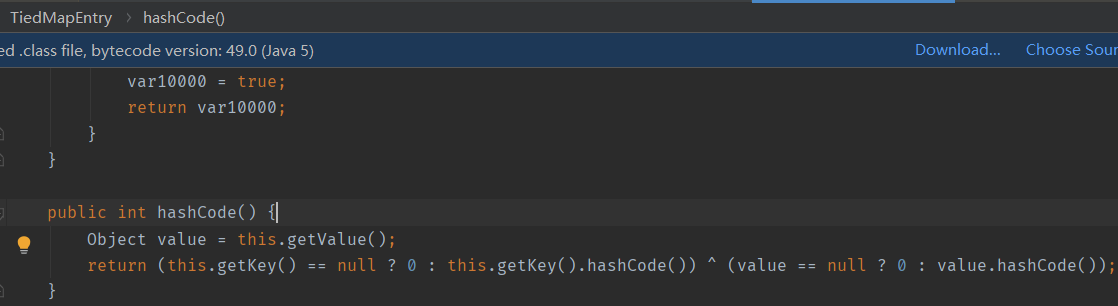 TiedMapEntry > hashCode()
ed .class file, bytecode version: 49.0 (Java 5) Download... Choose Sour
var10000 = true;
return var10000;
}
}
public int hashCode() {
Object value = this.getValue();
return (this.getKey() == null ? 0 : this.getKey().hashCode()) ^ (value == null ? 0 : value.hashCode());
}